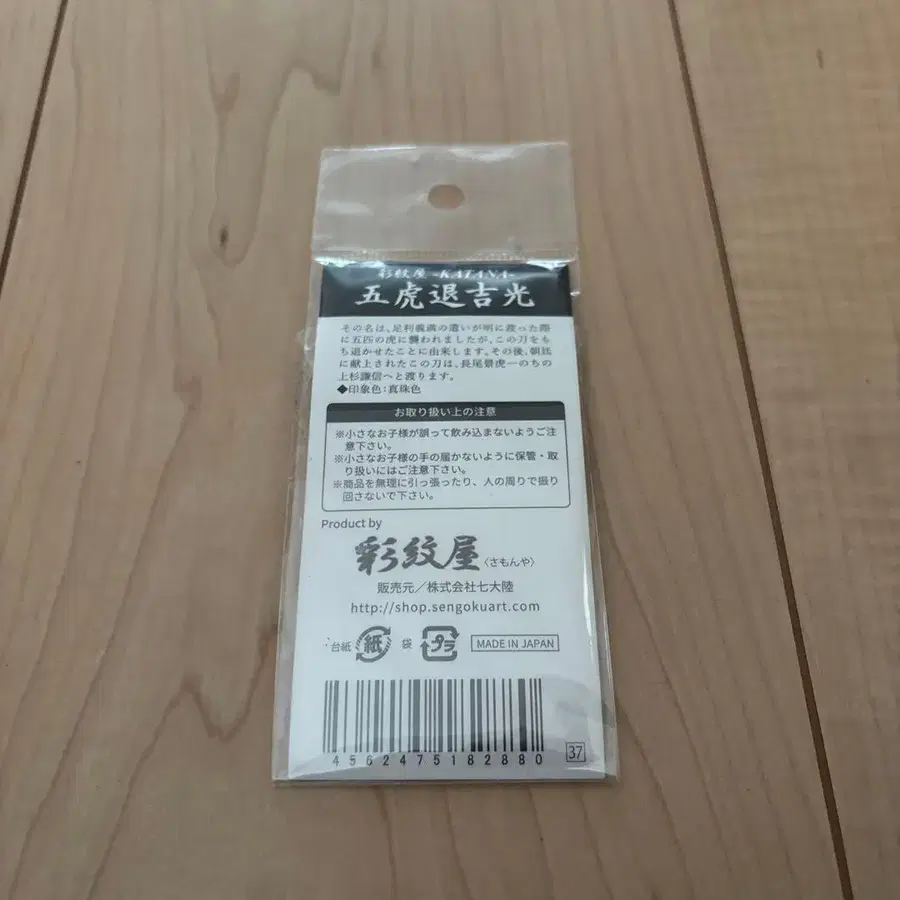 彩紋屋 -KATANA-
五虎退吉光
その名は、足利義満の遣いが明に渡った際
に五匹の虎に襲われましたが、この刀をも
ち退かせたことに由来します。その後、朝廷
に献上されたこの刀は、長尾景虎─のちの
上杉謙信へと渡ります。
◆印象色：真珠色
お取り扱い上の注意
※小さなお子様が誤って飲み込まないようご注
意下さい。
※小さなお子様の手の届かないように保管・取
り扱いにはご注意下さい。
※商品を無理に引っ張ったり、人の周りで振り
回さないで下さい。
Product by
彩紋屋〈さもんや〉
販売元／株式会社七大陸
http://shop.sengokuart.com
台紙 紙 袋 プラ MADE IN JAPAN
4562475182880
37